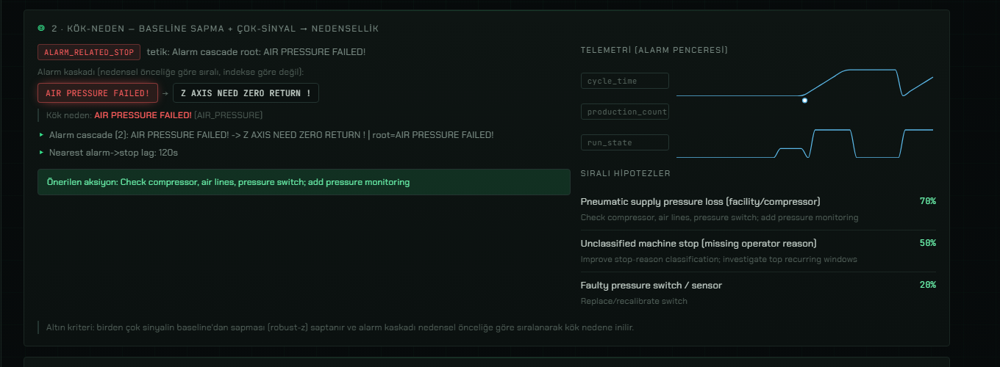 2 · KÖK-NEDEN — BASELİNE SAPMA + ÇOK-SİNYAL → NEDENSELLİK
ALARM_RELATED_STOP tetik: Alarm cascade root: AIR PRESSURE FAILED!
Alarm kaskadı (nedensel önceliğe göre sıralı, indekse göre değil):
AIR PRESSURE FAILED! → Z AXIS NEED ZERO RETURN !
Kök neden: AIR PRESSURE FAILED! (AIR_PRESSURE)
▸ Alarm cascade (2): AIR PRESSURE FAILED! -> Z AXIS NEED ZERO RETURN ! | root=AIR PRESSURE FAILED!
▸ Nearest alarm->stop lag: 120s
Önerilen aksiyon: Check compressor, air lines, pressure switch; add pressure monitoring
TELEMETRİ (ALARM PENCERESİ)
cycle_time
production_count
run_state
SIRALI HİPOTEZLER
Pneumatic supply pressure loss (facility/compressor) 70%
Check compressor, air lines, pressure switch; add pressure monitoring
Unclassified machine stop (missing operator reason) 50%
Improve stop-reason classification; investigate top recurring windows
Faulty pressure switch / sensor 20%
Replace/recalibrate switch
Altın kriteri: birden çok sinyalin baseline'dan sapması (robust-z) saptanır ve alarm kaskadı nedensel önceliğe göre sıralanarak kök nedene inilir.